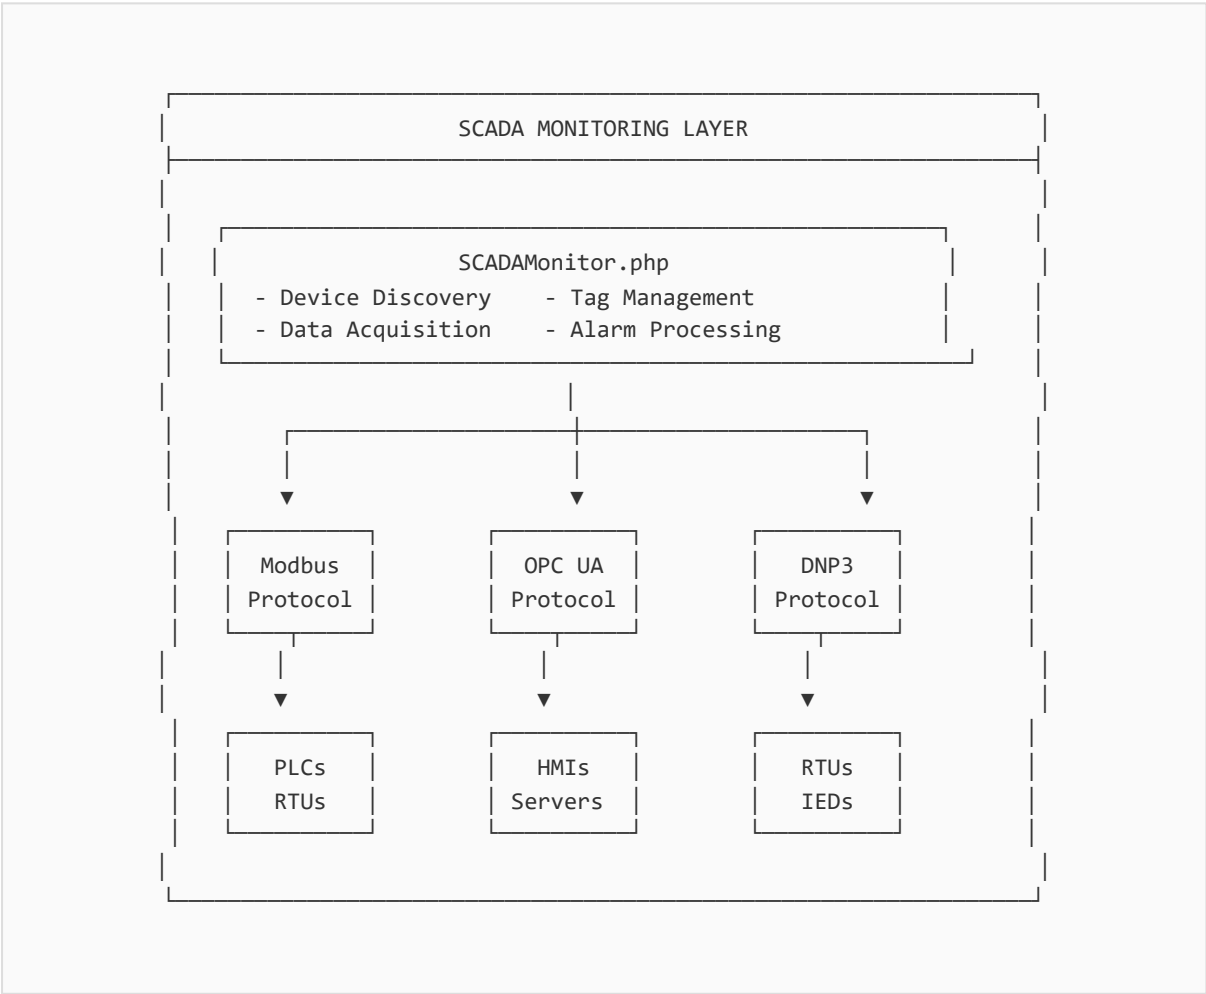 SCADA MONITORING LAYER
SCADAMonitor.php
- Device Discovery - Tag Management
- Data Acquisition - Alarm Processing
Modbus OPC UA DNP3
Protocol Protocol Protocol
PLCs HMIs RTUs
RTUs Servers IEDs